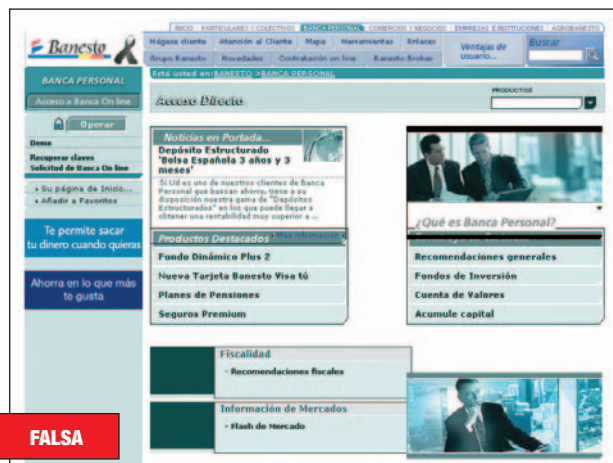 INICIO | PARTICULARES Y COLECTIVOS | BANCA PERSONAL | COMERCIOS Y NEGOCIOS | EMPRESAS E INSTITUCIONES | AGROBANESTO
Banesto
Hágase cliente Atención al Cliente Mapa Herramientas Enlaces
Grupo Banesto Novedades Contratación on line Banesto Broker
Ventajas de usuario...
Buscar
Está usted en: BANESTO > BANCA PERSONAL
BANCA PERSONAL
Acceso a Banca On line
Operar
Demo
Recuperar claves
Solicitud de Banca On line
Su página de Inicio...
Añadir a Favoritos
Te permite sacar
tu dinero cuando quieras
Ahorra en lo que más
te gusta
Acceso Directo
PRODUCTOS
Noticias en Portada...
Depósito Estructurado
'Bolsa Española 3 años y 3
meses'
Si Ud es uno de nuestros clientes de Banca
Personal que buscan ahorro, tiene a su
disposición nuestra gama de "Depósitos
Estructurados" en los que puede llegar a
obtener una rentabilidad muy superior a ...
Mas información
Productos Destacados
Fondo Dinámico Plus 2
Nueva Tarjeta Banesto Visa tú
Planes de Pensiones
Seguros Premium
¿Qué es Banca Personal?
Recomendaciones generales
Fondos de Inversión
Cuenta de Valores
Acumule capital
Fiscalidad
- Recomendaciones fiscales
Información de Mercados
- Flash de Mercado
FALSA